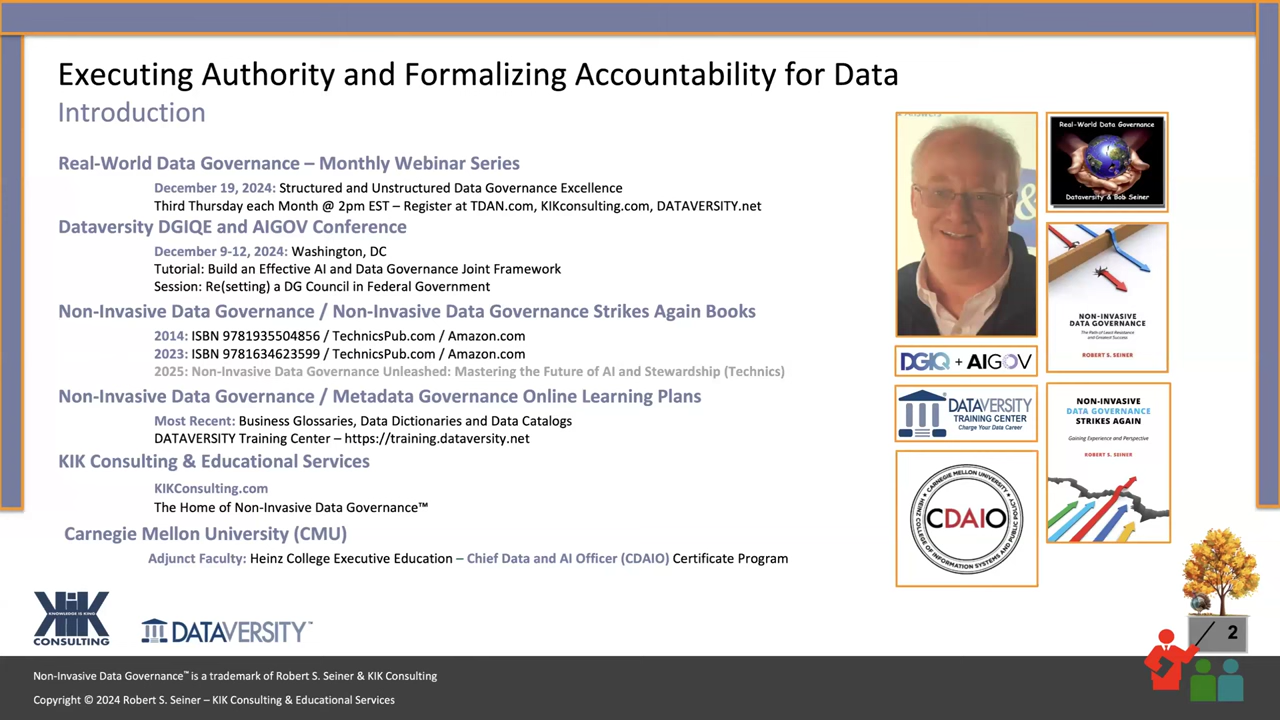 Executing Authority and Formalizing Accountability for Data
Introduction
Real-World Data Governance – Monthly Webinar Series
December 19, 2024: Structured and Unstructured Data Governance Excellence
Third Thursday each Month @ 2pm EST – Register at TDAN.com, KIKconsulting.com, DATAVERSITY.net
Dataversity DGIQE and AIGOV Conference
December 9-12, 2024: Washington, DC
Tutorial: Build an Effective AI and Data Governance Joint Framework
Session: Re(setting) a DG Council in Federal Government
Non-Invasive Data Governance / Non-Invasive Data Governance Strikes Again Books
2014: ISBN 9781935504856 / TechnicsPub.com / Amazon.com
2023: ISBN 9781634623599 / TechnicsPub.com / Amazon.com
2025: Non-Invasive Data Governance Unleashed: Mastering the Future of AI and Stewardship (Technics)
Non-Invasive Data Governance / Metadata Governance Online Learning Plans
Most Recent: Business Glossaries, Data Dictionaries and Data Catalogs
DATAVERSITY Training Center – https://training.dataversity.net
KIK Consulting & Educational Services
KIKConsulting.com
The Home of Non-Invasive Data Governance™
Carnegie Mellon University (CMU)
Adjunct Faculty: Heinz College Executive Education – Chief Data and AI Officer (CDAIO) Certificate Program
Real-World Data Governance
Dataversity & Bob Seiner
NON-INVASIVE
DATA GOVERNANCE
The Path of Least Resistance
and Greatest Success
ROBERT S. SEINER
DGIQ + AIGOV
DATAVERSITY
TRAINING CENTER
Charge Your Data Career
NON-INVASIVE
DATA GOVERNANCE
STRIKES AGAIN
Gaining Experience and Perspective
ROBERT S. SEINER
CARNEGIE MELLON UNIVERSITY
CDAIO
HEINZ COLLEGE OF INFORMATION SYSTEMS AND PUBLIC POLICY
KIK
KNOWLEDGE IS KING
CONSULTING
DATAVERSITY™
2
Non-Invasive Data Governance™ is a trademark of Robert S. Seiner & KIK Consulting
Copyright © 2024 Robert S. Seiner – KIK Consulting & Educational Services